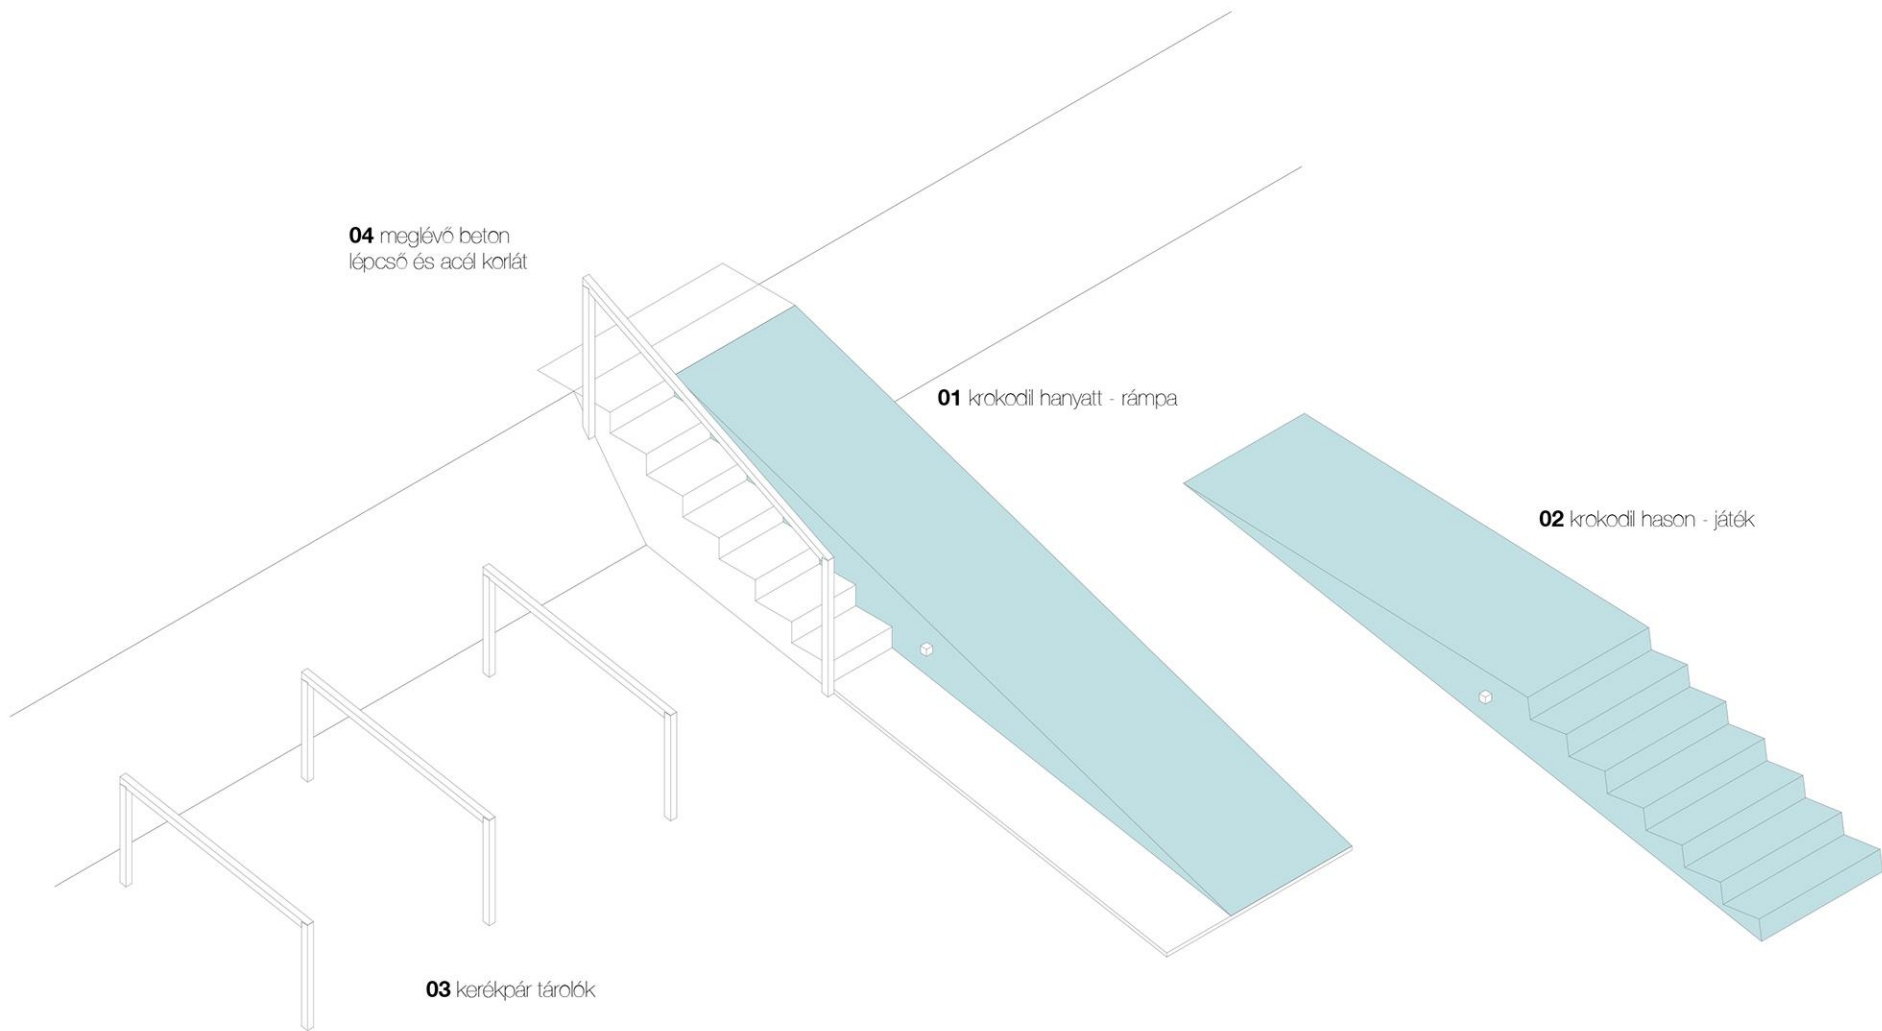 04 meglévő beton
lépcső és acél korlát
01 krokodil hanyatt - rámpa
02 krokodil hason - játék
03 kerékpár tárolók